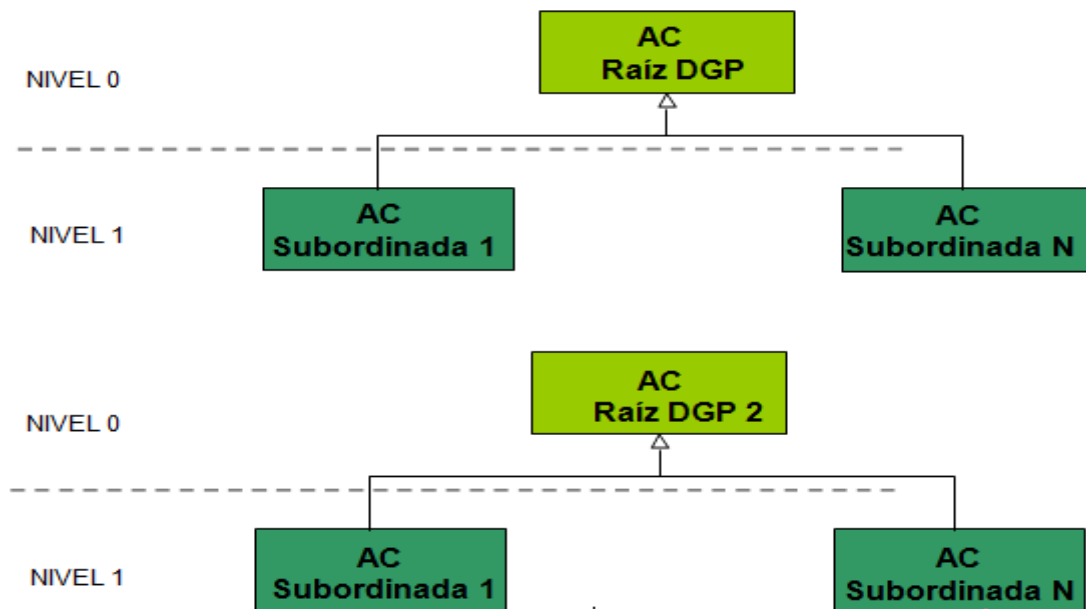 AC
Raíz DGP
NIVEL 0
AC
Subordinada 1
AC
Subordinada N
NIVEL 1
AC
Raíz DGP 2
NIVEL 0
AC
Subordinada 1
AC
Subordinada N
NIVEL 1